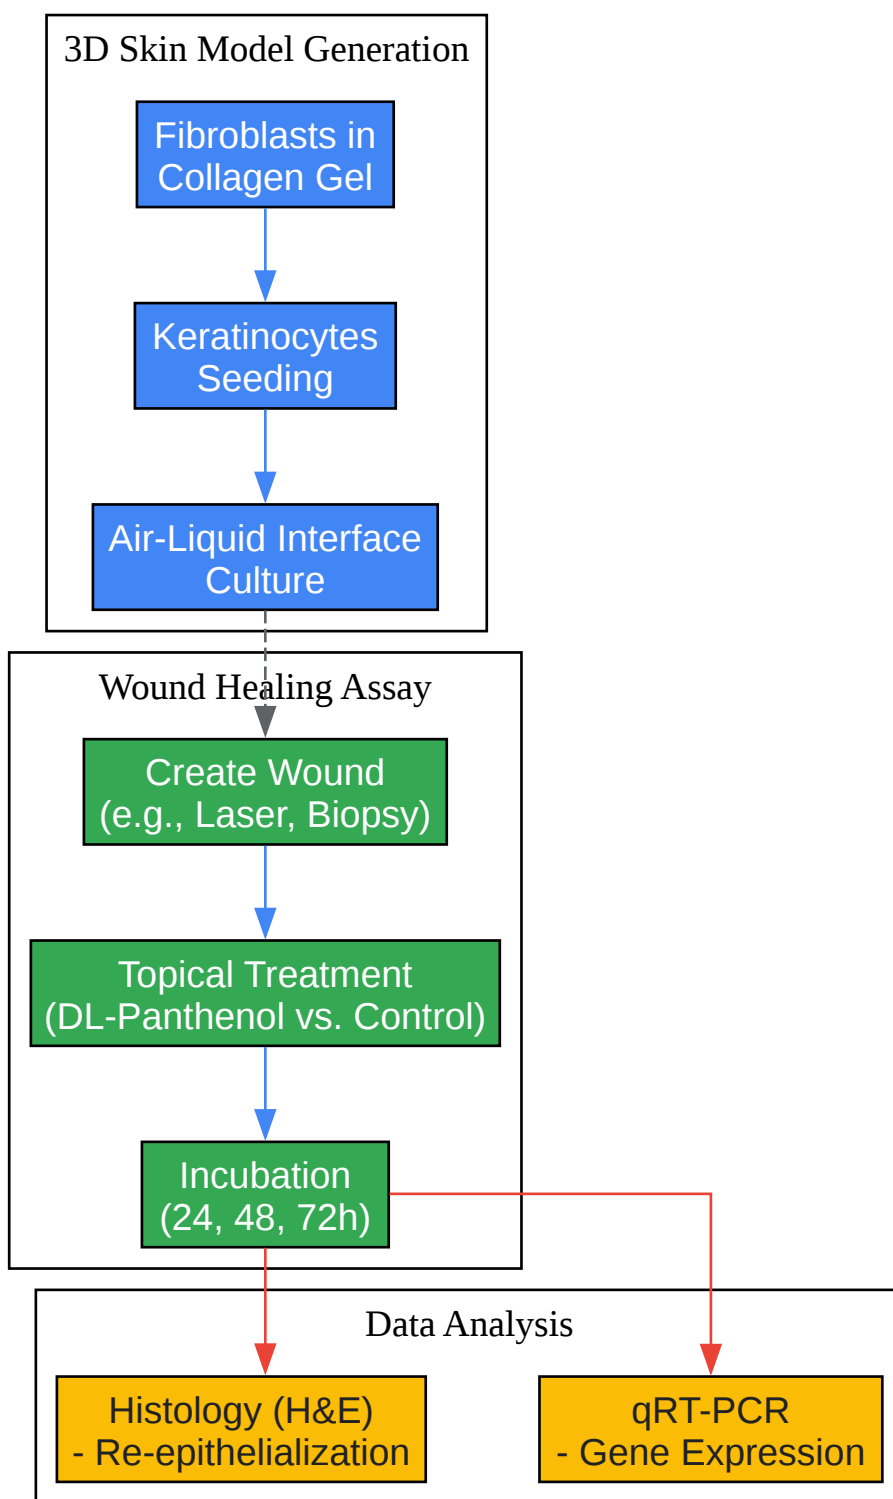 3D Skin Model Generation
Fibroblasts in
Collagen Gel
Keratinocytes
Seeding
Air-Liquid Interface
Culture
Wound Healing Assay
Create Wound
(e.g., Laser, Biopsy)
Topical Treatment
(DL-Panthenol vs. Control)
Incubation
(24, 48, 72h)
Data Analysis
Histology (H&E)
- Re-epithelialization
qRT-PCR
- Gene Expression